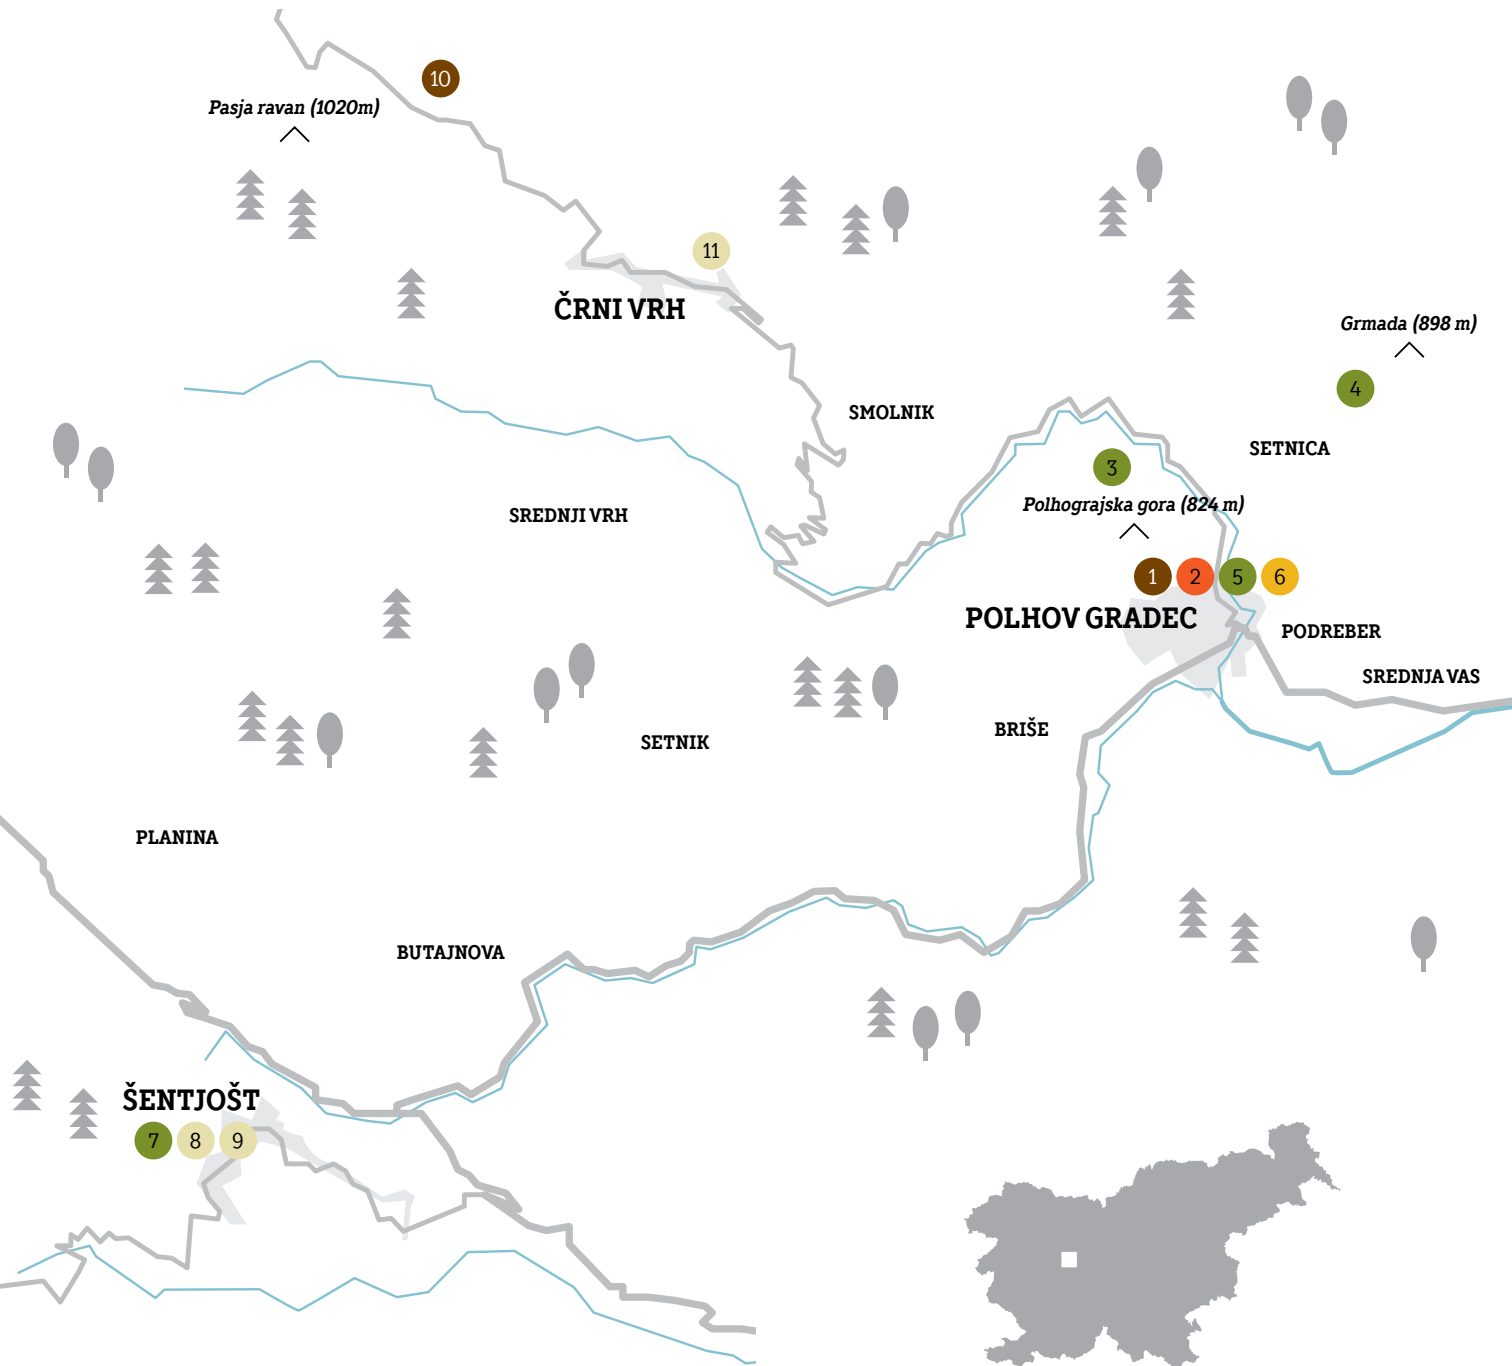 10
Pasja ravan (1020m)
11
ČRNI VRH
Grmada (898 m)
4
SMOLNIK
SETNICA
3
Polhograjska gora (824 m)
SREDNJI VRH
1 2 5 6
POLHOV GRADEC
PODREBER
SREDNJA VAS
BRIŠE
SETNIK
PLANINA
BUTAJNOVA
ŠENTJOŠT
7 8 9